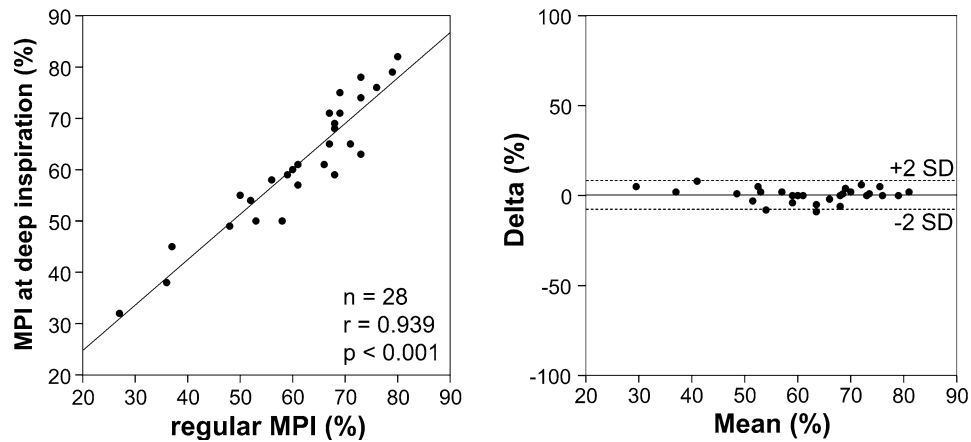 MPI at deep inspiration (%)
90
80
70
60
50
40
30
20
n = 28
r = 0.939
p < 0.001
20 30 40 50 60 70 80 90
regular MPI (%)
Delta (%)
100
50
0
-50
-100
+2 SD
-2 SD
20 30 40 50 60 70 80 90
Mean (%)